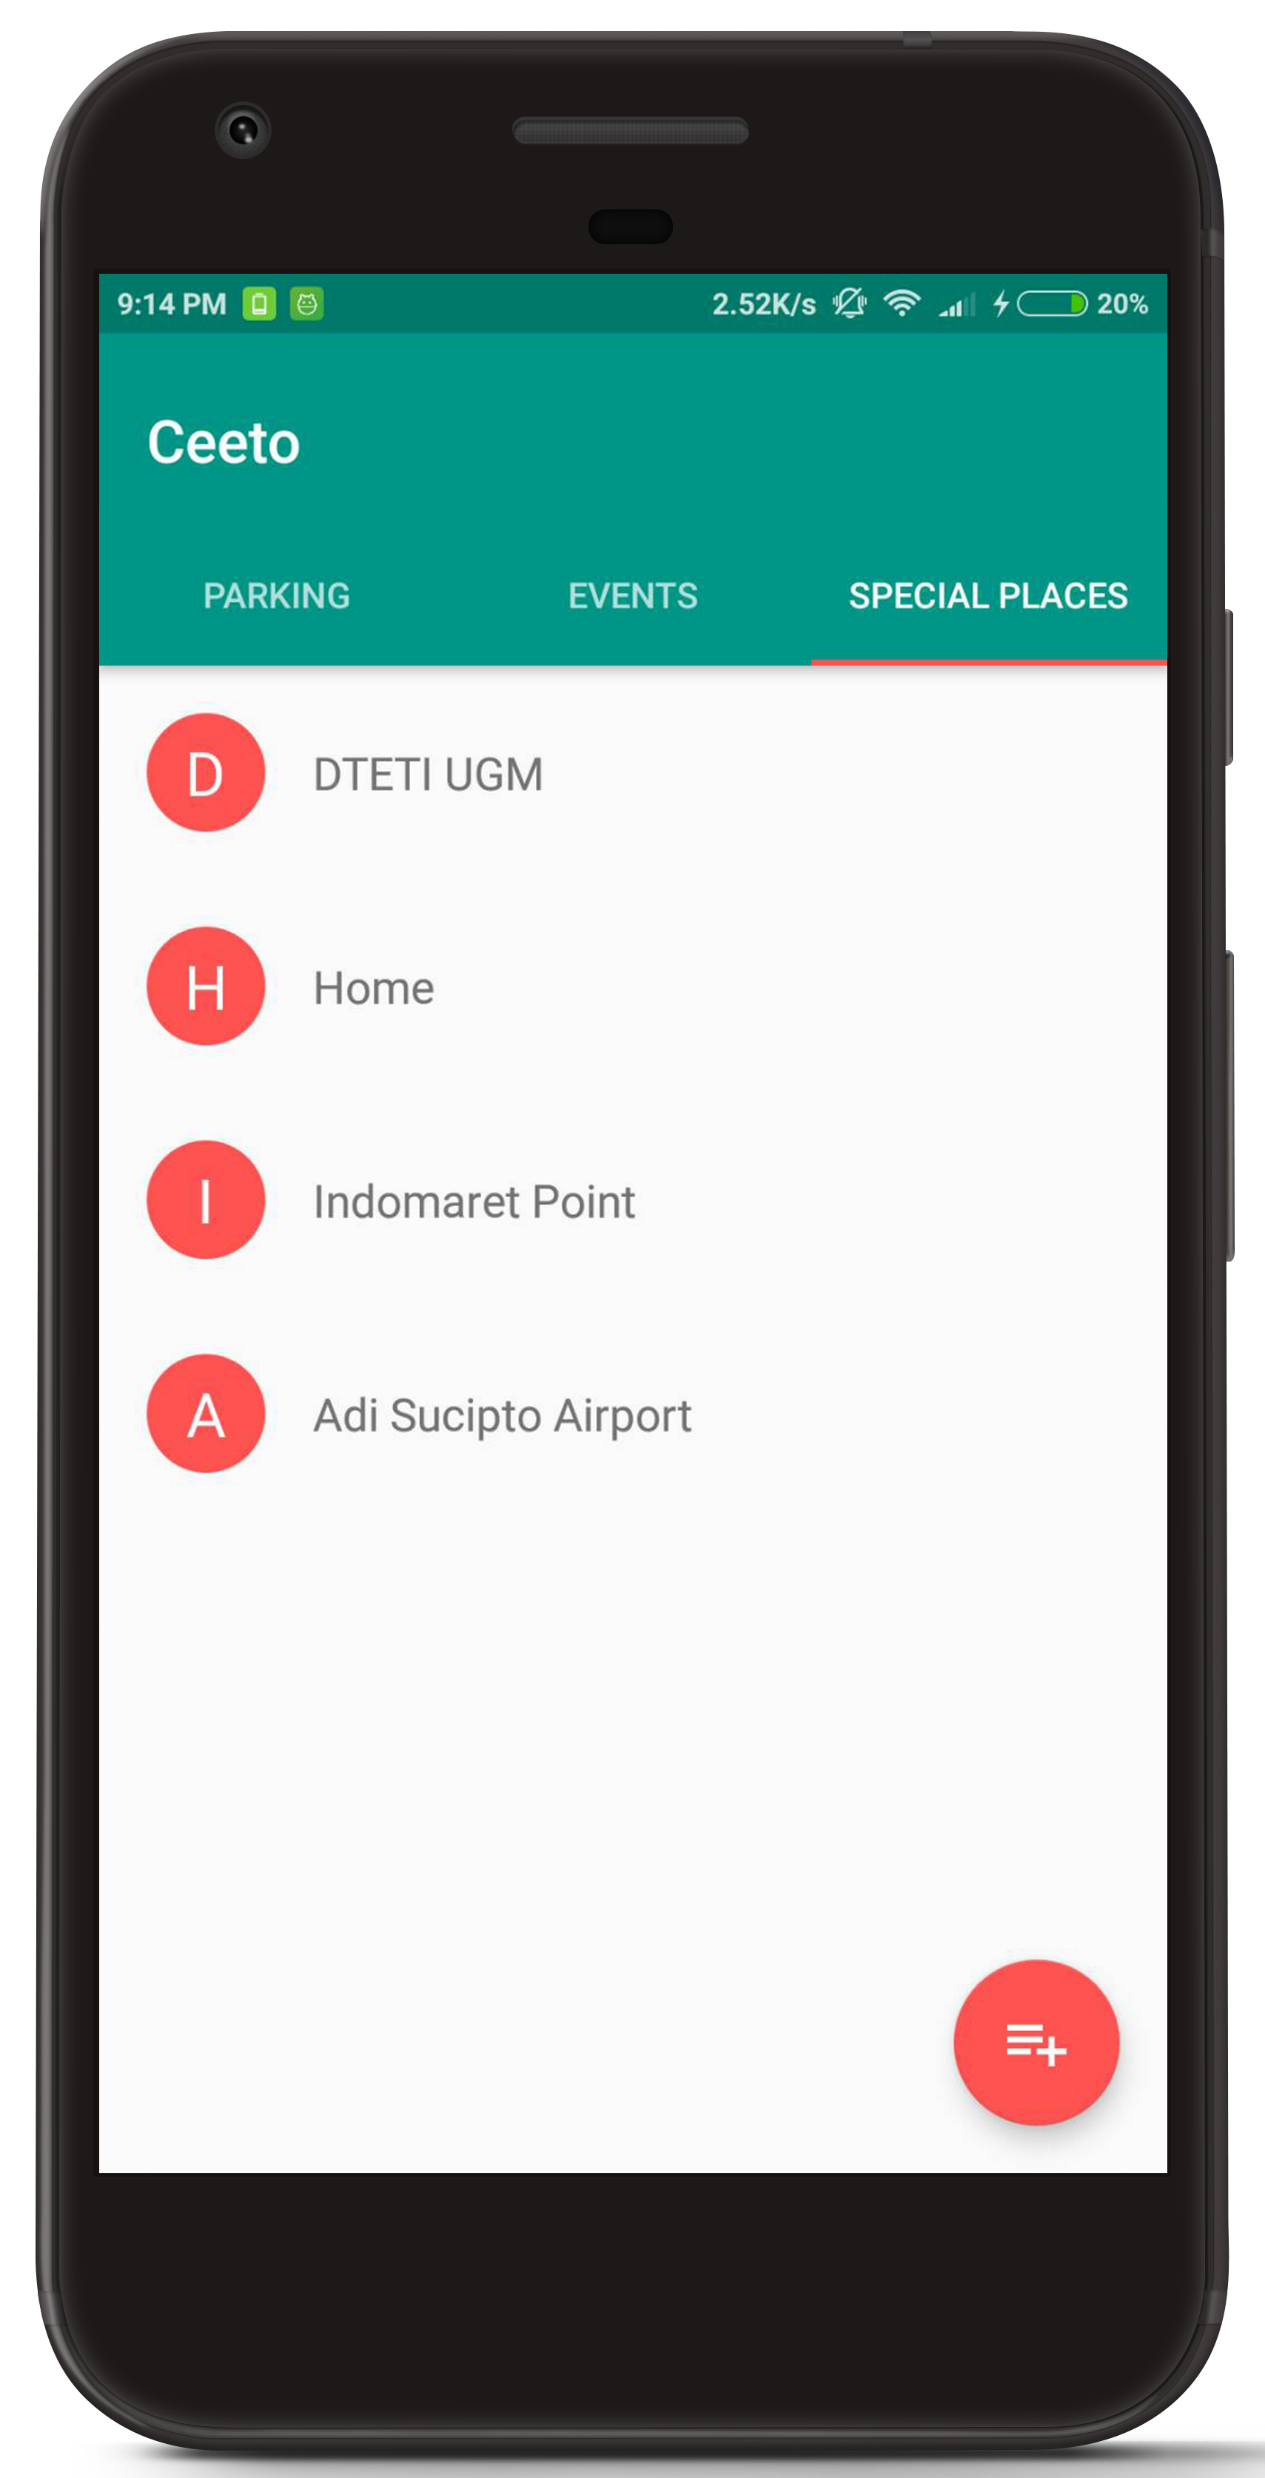 9:14 PM 2.52K/s 20%
Ceeto
PARKING EVENTS SPECIAL PLACES
D DTETI UGM
H Home
I Indomaret Point
A Adi Sucipto Airport